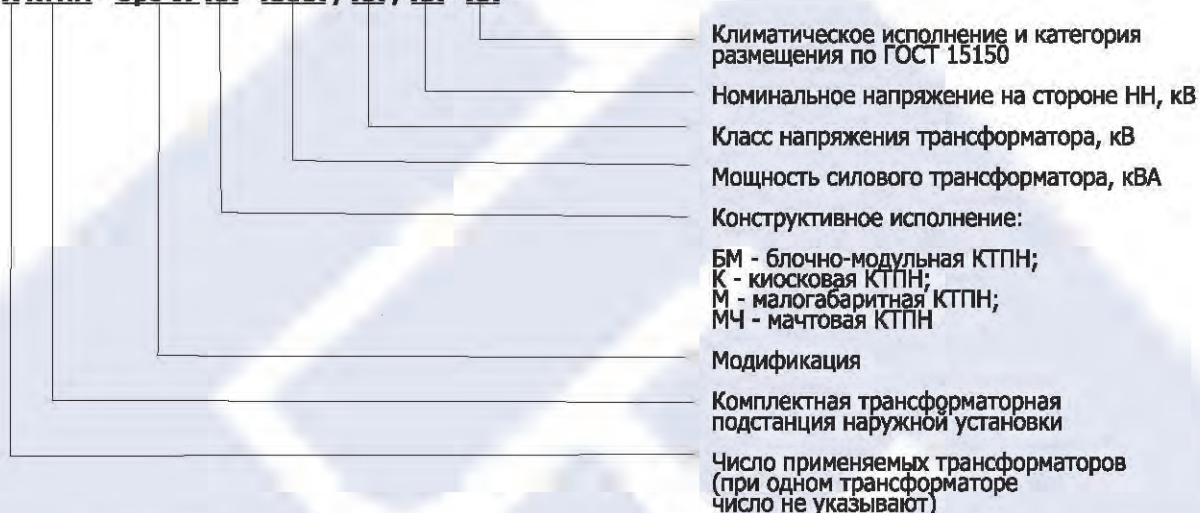 Климатическое исполнение и категория
размещения по ГОСТ 15150
Номинальное напряжение на стороне НН, кВ
Класс напряжения трансформатора, кВ
Мощность силового трансформатора, кВА
Конструктивное исполнение:
БМ - блочно-модульная КТПН;
К - киосковая КТПН;
М - малогабаритная КТПН;
МЧ - мачтовая КТПН
Модификация
Комплектная трансформаторная
подстанция наружной установки
Число применяемых трансформаторов
(при одном трансформаторе
число не указывают)